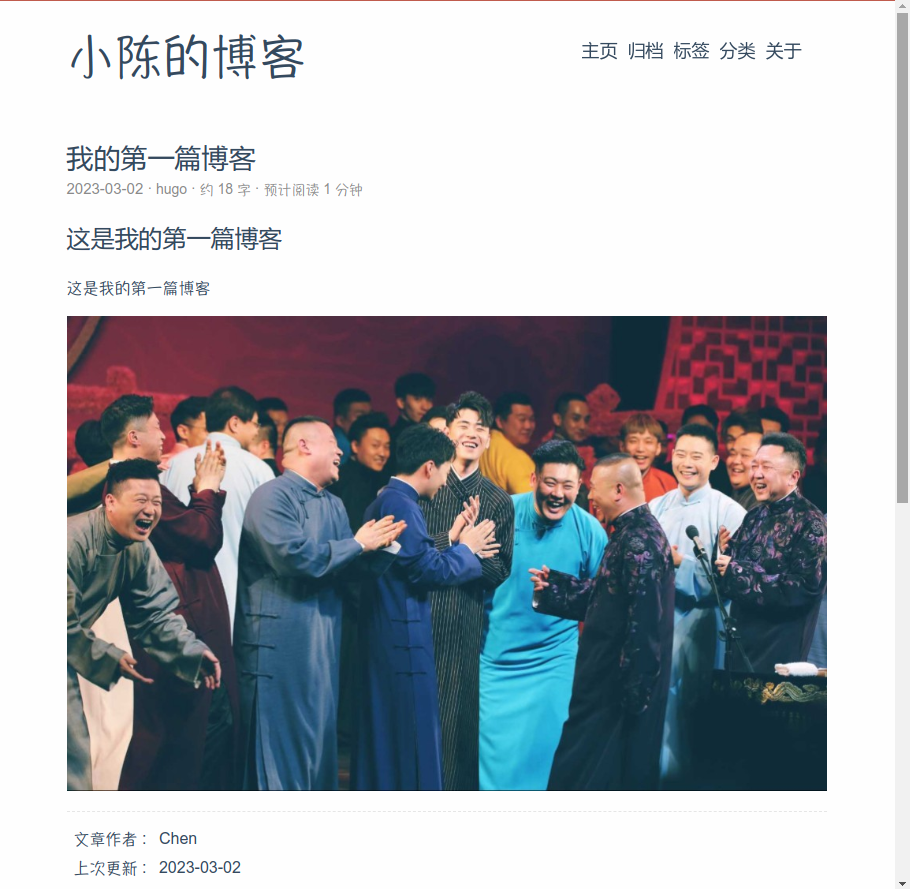 小陈的博客
主页 归档 标签 分类 关于
我的第一篇博客
2023-03-02 · hugo · 约 18 字 · 预计阅读 1 分钟
这是我的第一篇博客
这是我的第一篇博客
文章作者： Chen
上次更新： 2023-03-02